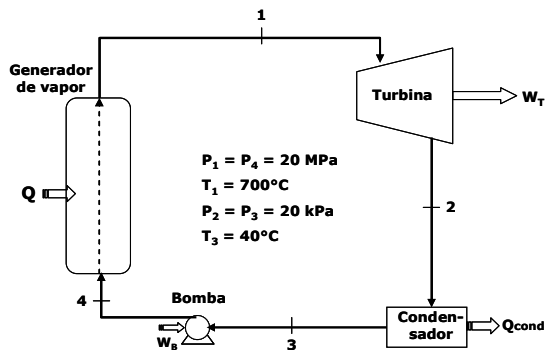 1
Generador
de vapor
Turbina
W_T
P₁ = P₄ = 20 MPa
T₁ = 700°C
P₂ = P₃ = 20 kPa
T₃ = 40°C
Q
2
4
Bomba
W_B
3
Conden-
sador
Qcond